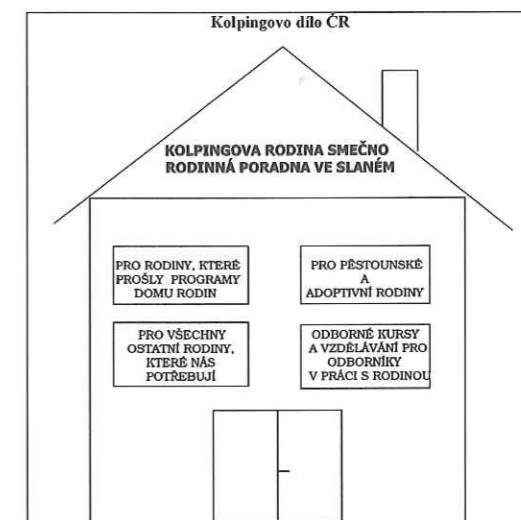 Kolpingovo dílo ČR
KOLPINGOVA RODINA SMEČNO
RODINNÁ PORADNA VE SLANÉM
PRO RODINY, KTERÉ
PROŠLY PROGRAMY
DOMU RODIN
PRO PĚSTOUNSKÉ
A
ADOPTIVNÍ RODINY
PRO VŠECHNY
OSTATNÍ RODINY,
KTERÉ NÁS
POTŘEBUJÍ
ODBORNÉ KURSY
A VZDĚLÁVÁNÍ PRO
ODBORNÍKY
V PRÁCI S RODINOU